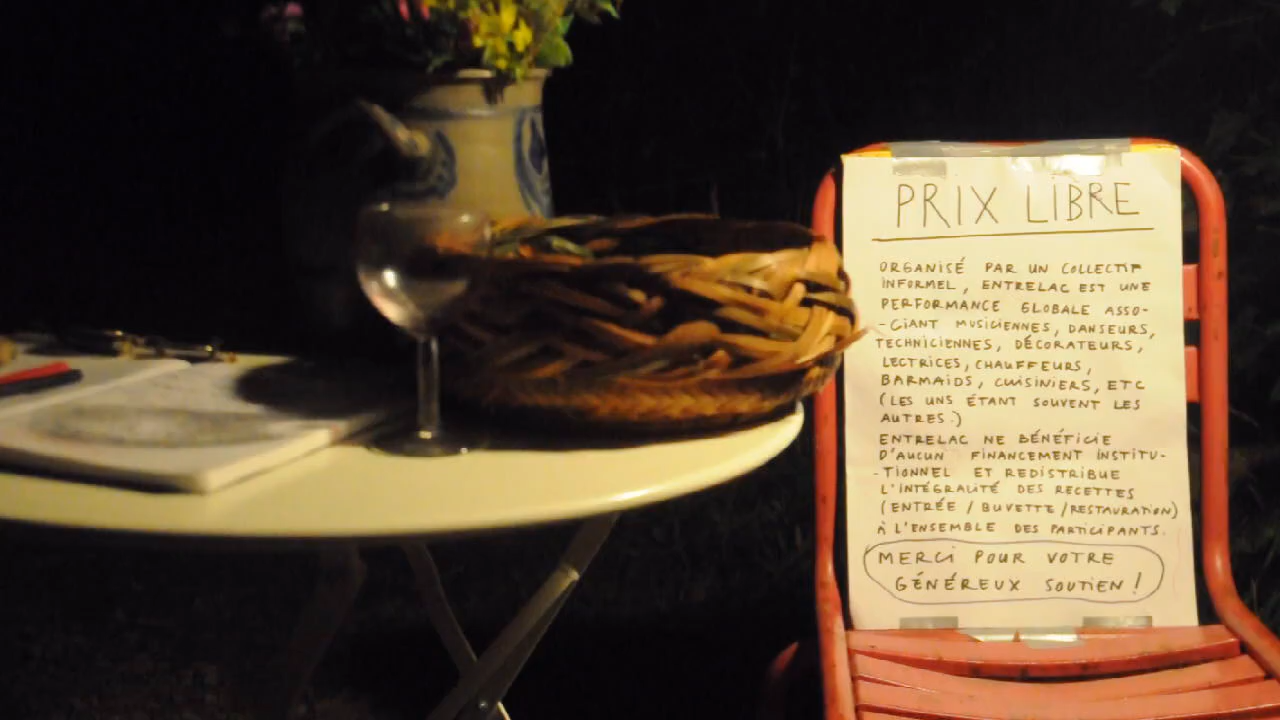 PRIX LIBRE
ORGANISÉ PAR UN COLLECTIF
INFORMEL, ENTRELAC EST UNE
PERFORMANCE GLOBALE ASSO-
-CIANT MUSICIENNES, DANSEURS,
TECHNICIENNES, DÉCORATEURS,
LECTRICES, CHAUFFEURS,
BARMAIDS, CUISINIERS, ETC
(LES UNS ÉTANT SOUVENT LES
AUTRES.)
ENTRELAC NE BÉNÉFICIE
D'AUCUN FINANCEMENT INSTITU-
-TIONNEL ET REDISTRIBUE
L'INTÉGRALITÉ DES RECETTES
(ENTRÉE / BUVETTE / RESTAURATION)
À L'ENSEMBLE DES PARTICIPANTS.
MERCI POUR VOTRE
GÉNÉREUX SOUTIEN !